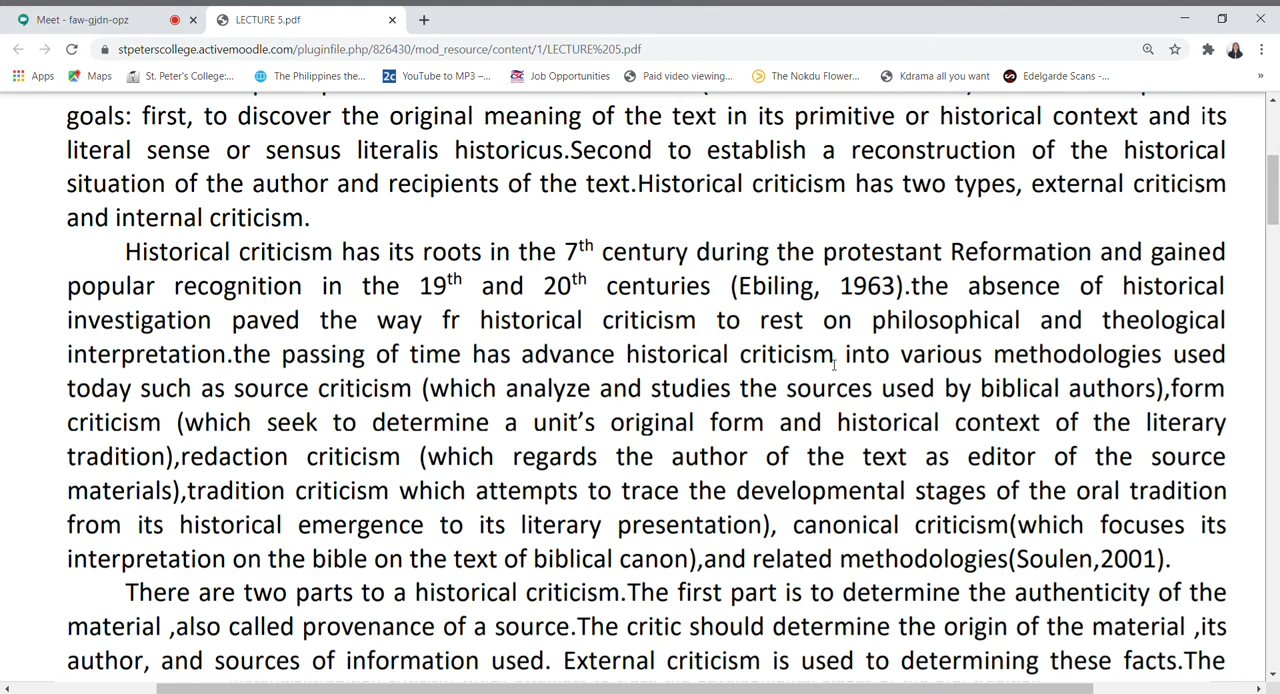 Meet - faw-gjdn-opz
LECTURE 5.pdf
stpeterscollege.activemoodle.com/pluginfile.php/826430/mod_resource/content/1/LECTURE%205.pdf
Apps Maps St. Peter's College:... The Philippines the... YouTube to MP3 –... Job Opportunities Paid video viewing... The Nokdu Flower... Kdrama all you want Edelgarde Scans -... »
goals: first, to discover the original meaning of the text in its primitive or historical context and its
literal sense or sensus literalis historicus.Second to establish a reconstruction of the historical
situation of the author and recipients of the text.Historical criticism has two types, external criticism
and internal criticism.
Historical criticism has its roots in the 7th century during the protestant Reformation and gained
popular recognition in the 19th and 20th centuries (Ebiling, 1963).the absence of historical
investigation paved the way fr historical criticism to rest on philosophical and theological
interpretation.the passing of time has advance historical criticism into various methodologies used
today such as source criticism (which analyze and studies the sources used by biblical authors),form
criticism (which seek to determine a unit’s original form and historical context of the literary
tradition),redaction criticism (which regards the author of the text as editor of the source
materials),tradition criticism which attempts to trace the developmental stages of the oral tradition
from its historical emergence to its literary presentation), canonical criticism(which focuses its
interpretation on the bible on the text of biblical canon),and related methodologies(Soulen,2001).
There are two parts to a historical criticism.The first part is to determine the authenticity of the
material ,also called provenance of a source.The critic should determine the origin of the material ,its
author, and sources of information used. External criticism is used to determining these facts.The